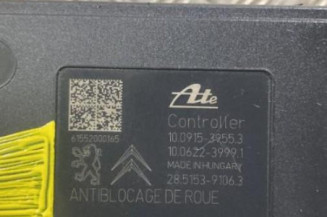 Ate
Controller
10.0915-3955.3
10.0622-3999.1
MADE IN HUNGARY
28.5153-9106.3
61552000365
ANTIBLOCAGE DE ROUE